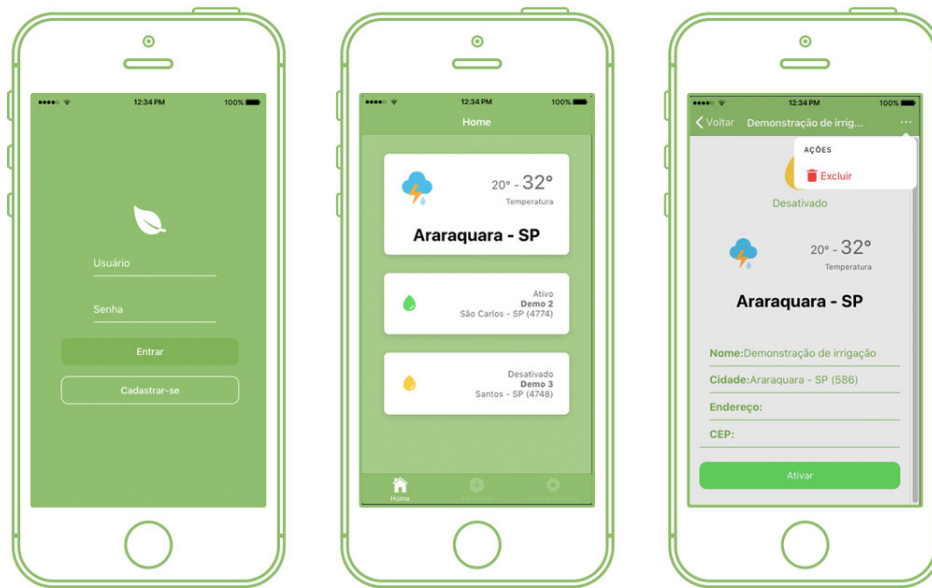 12:34 PM
100%
Usuário
Senha
Entrar
Cadastrar-se
12:34 PM
100%
Home
20° - 32°
Temperatura
Araraquara - SP
Ativo
Demo 2
São Carlos - SP (4774)
Desativado
Demo 3
Santos - SP (4748)
Home
12:34 PM
100%
Voltar Demonstração de irrig... ...
AÇÕES
Excluir
Desativado
20° - 32°
Temperatura
Araraquara - SP
Nome:Demonstração de irrigação
Cidade:Araraquara - SP (586)
Endereço:
CEP:
Ativar